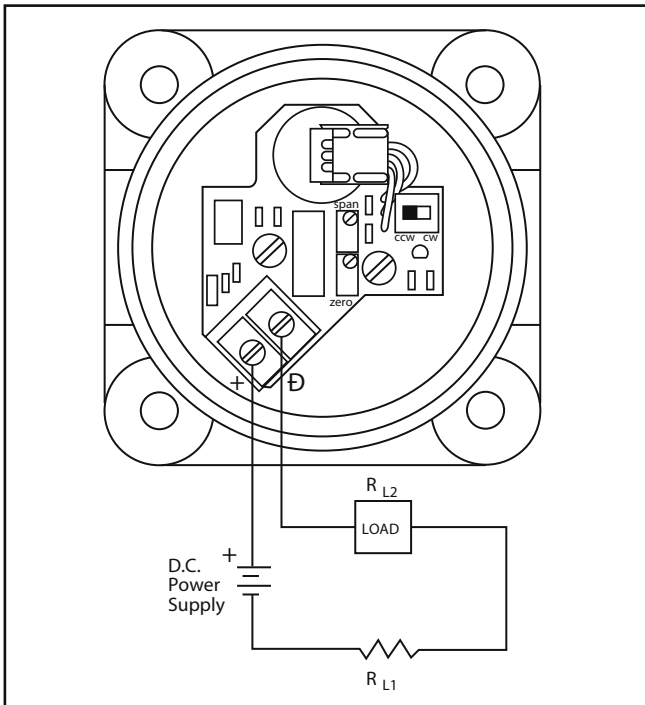 span
ccw cw
zero
+ Đ
R L2
LOAD
+
D.C.
Power
Supply
R L1